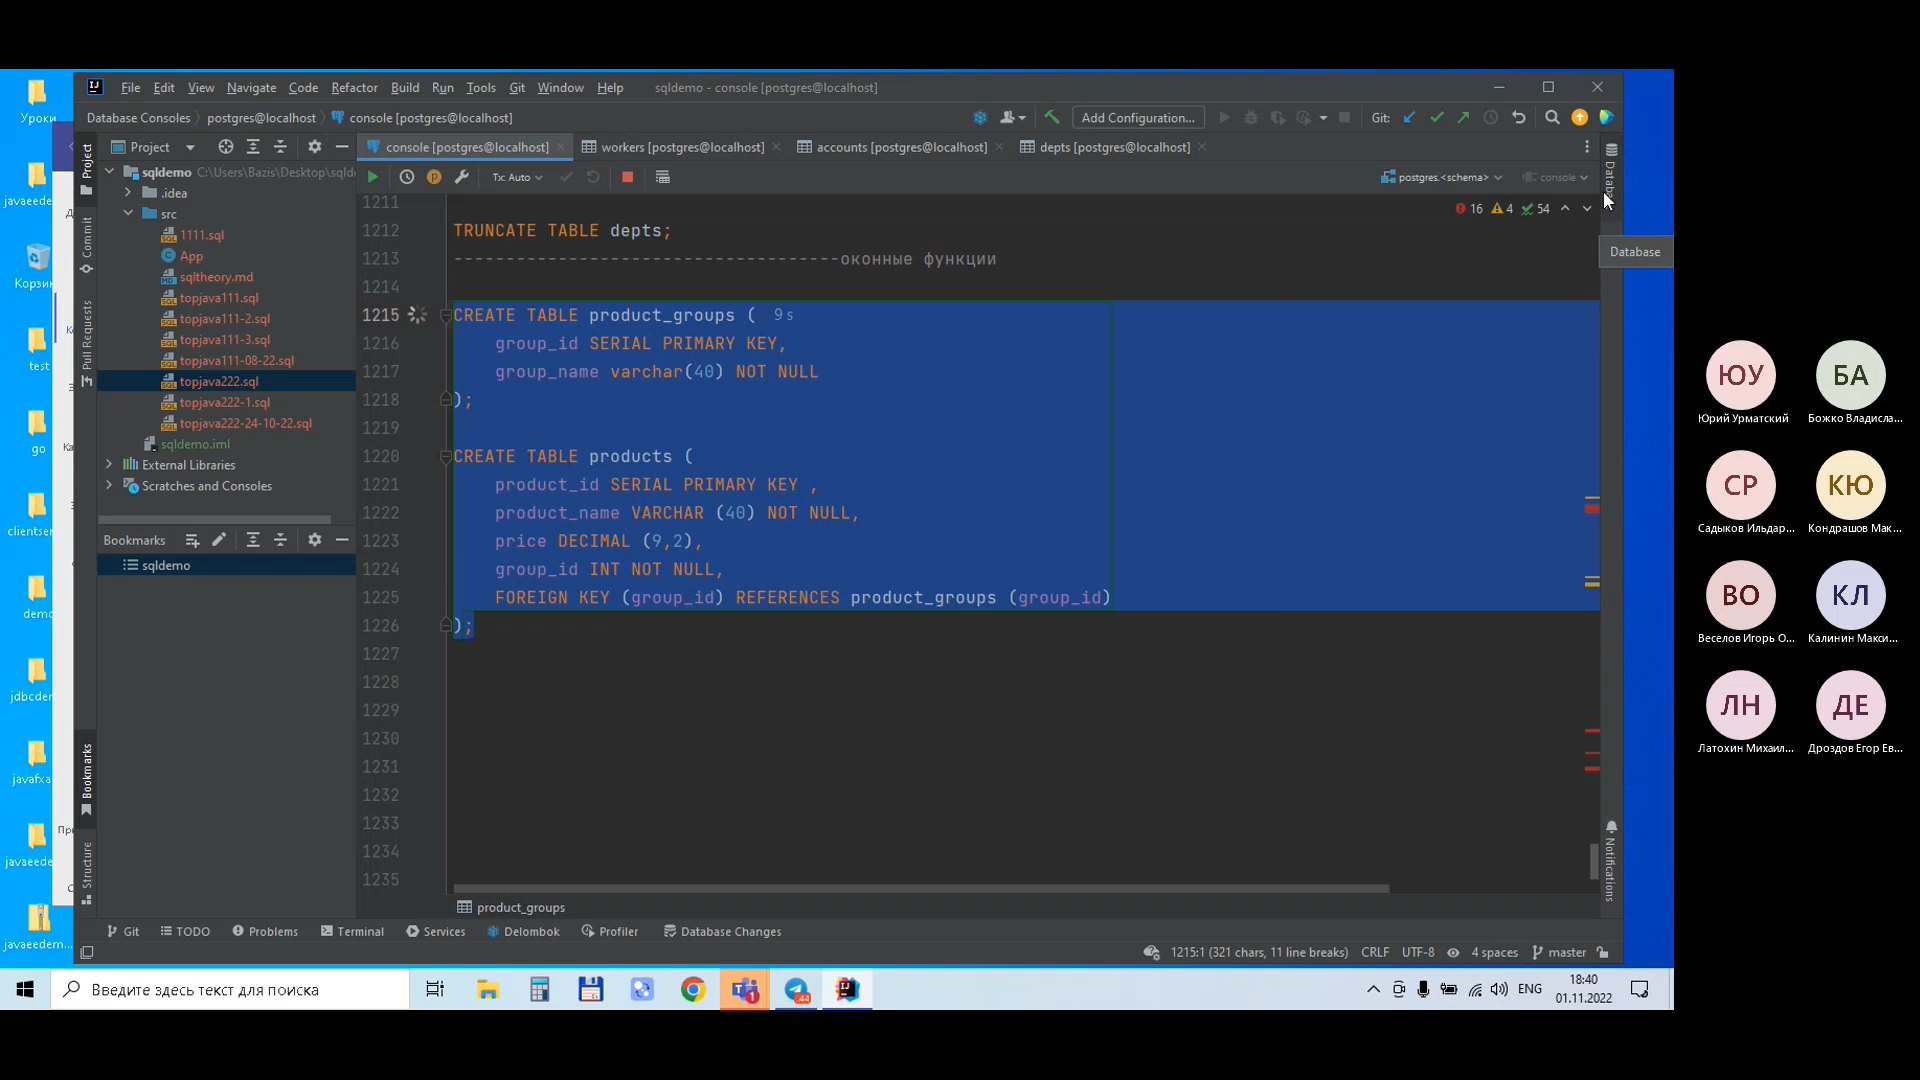 File Edit View Navigate Code Refactor Build Run Tools Git Window Help sqldemo - console [postgres@localhost]
Database Consoles postgres@localhost console [postgres@localhost] Add Configuration... Git:
Project console [postgres@localhost] workers [postgres@localhost] accounts [postgres@localhost] depts [postgres@localhost]
Tx: Auto postgres.<schema> console
16 4 54
Project
Commit
Pull Requests
Bookmarks
Structure
Database
Notifications
sqldemo C:\Users\Bazis\Desktop\sqlde
.idea
src
1111.sql
App
sqltheory.md
topjava111.sql
topjava111-2.sql
topjava111-3.sql
topjava111-08-22.sql
topjava222.sql
topjava222-1.sql
topjava222-24-10-22.sql
sqldemo.iml
External Libraries
Scratches and Consoles
Bookmarks
sqldemo
1211
1212 TRUNCATE TABLE depts;
1213 -------------------------------------оконные функции
1214
1215 CREATE TABLE product_groups ( 9 s
1216 group_id SERIAL PRIMARY KEY,
1217 group_name varchar(40) NOT NULL
1218 );
1219
1220 CREATE TABLE products (
1221 product_id SERIAL PRIMARY KEY ,
1222 product_name VARCHAR (40) NOT NULL,
1223 price DECIMAL (9,2),
1224 group_id INT NOT NULL,
1225 FOREIGN KEY (group_id) REFERENCES product_groups (group_id)
1226 );
1227
1228
1229
1230
1231
1232
1233
1234
1235
product_groups
Git TODO Problems Terminal Services Delombok Profiler Database Changes
1215:1 (321 chars, 11 line breaks) CRLF UTF-8 4 spaces master
Уроки
javaeede
Корзин
test
go
clientser
demo
jdbcder
javafxa
javaeede
javaeedem...
Введите здесь текст для поиска
1
44
ENG
18:40
01.11.2022
Database
ЮУ
Юрий Урматский
БА
Божко Владисла...
СР
Садыков Ильдар...
КЮ
Кондрашов Мак...
ВО
Веселов Игорь О...
КЛ
Калинин Макси...
ЛН
Латохин Михаил...
ДЕ
Дроздов Егор Ев...